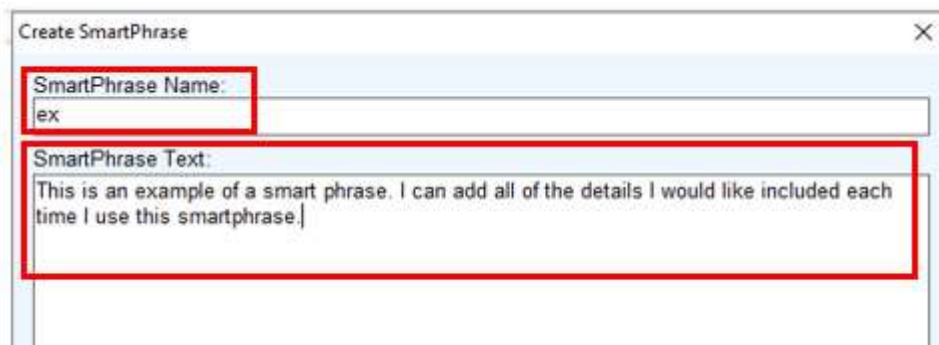 Create SmartPhrase
SmartPhrase Name:
ex
SmartPhrase Text:
This is an example of a smart phrase. I can add all of the details I would like included each
time I use this smartphrase.